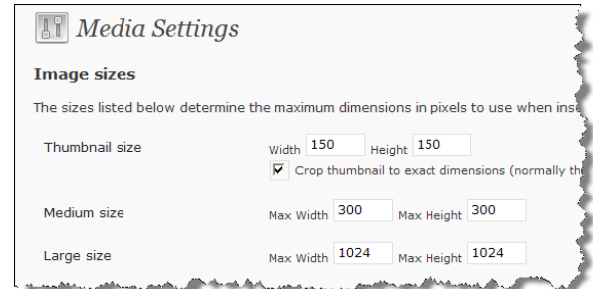 Media Settings
Image sizes
The sizes listed below determine the maximum dimensions in pixels to use when
Thumbnail size Width 150 Height 150
Crop thumbnail to exact dimensions (normally
Medium size Max Width 300 Max Height 300
Large size Max Width 1024 Max Height 1024